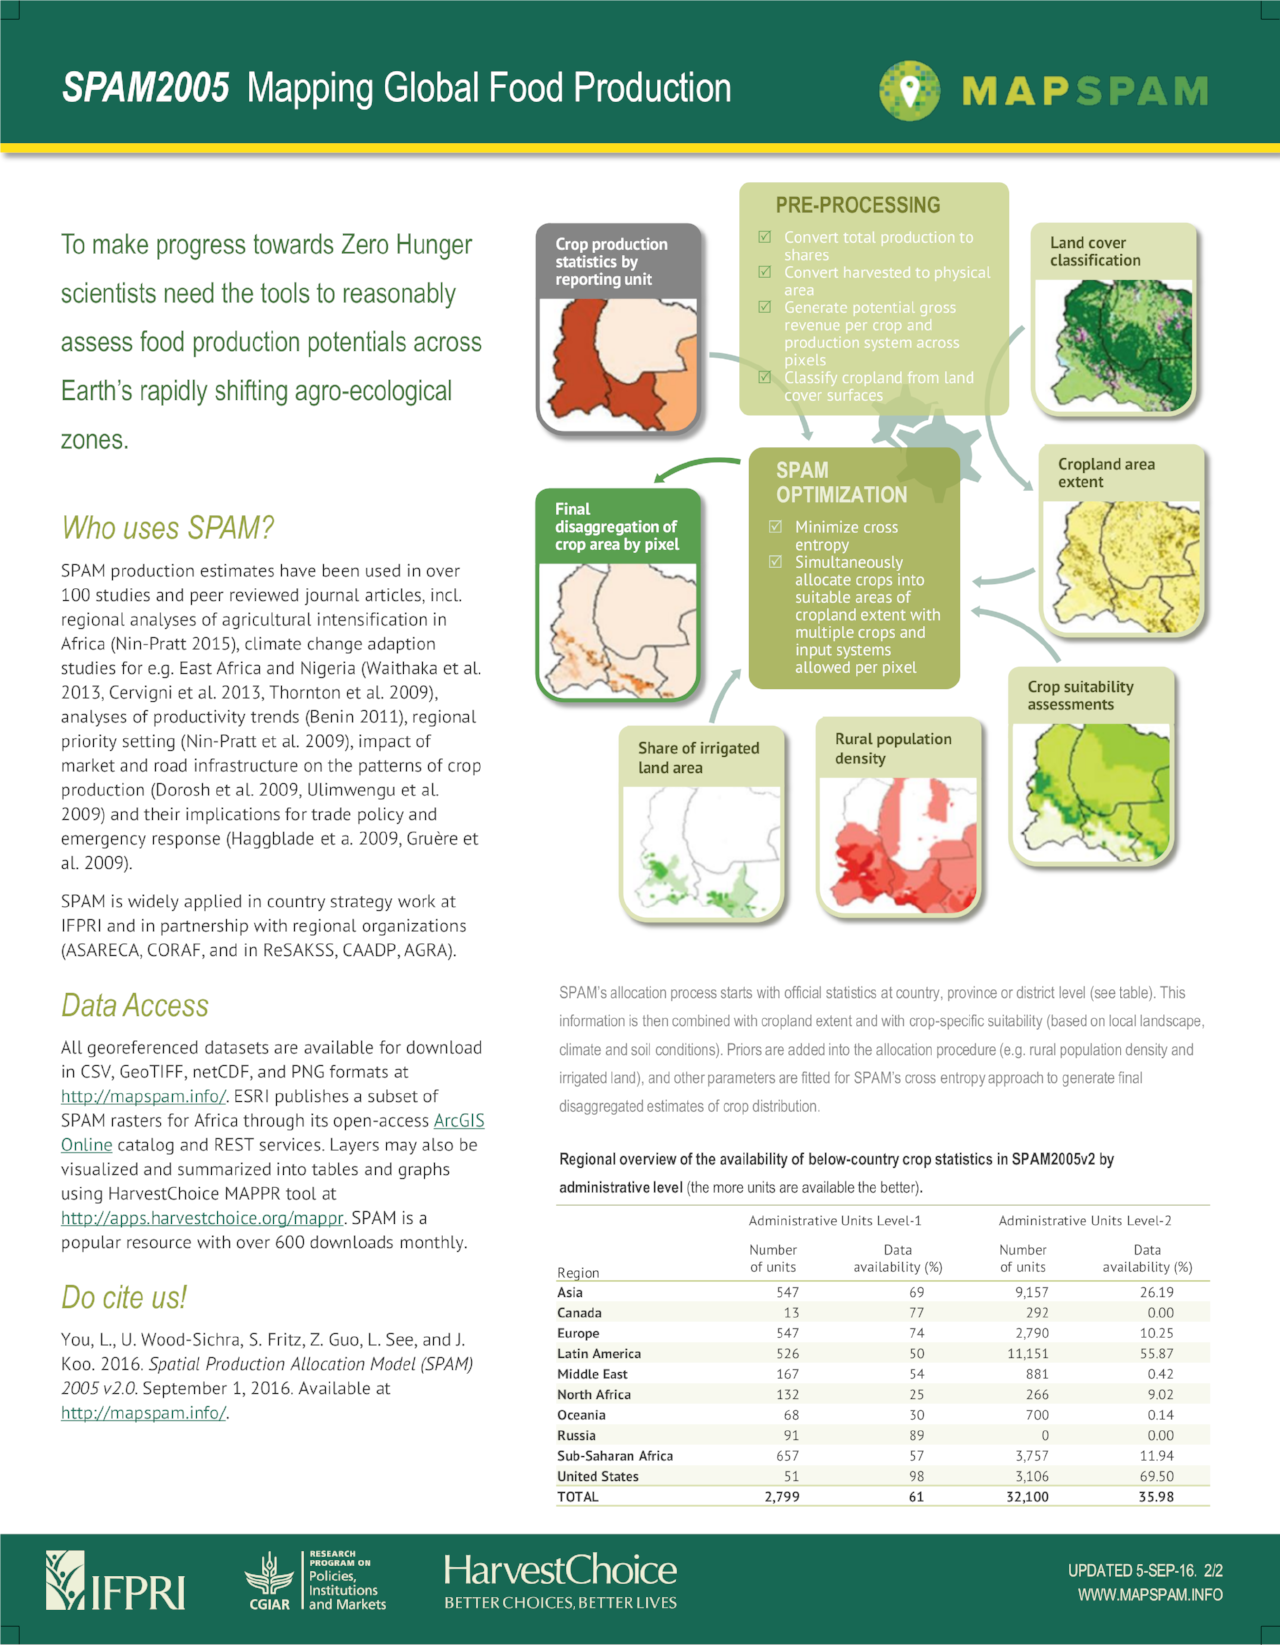 SPAM2005 Mapping Global Food Production
MAPSPAM
To make progress towards Zero Hunger
scientists need the tools to reasonably
assess food production potentials across
Earth's rapidly shifting agro-ecological
zones.
Who uses SPAM?
SPAM production estimates have been used in over
100 studies and peer reviewed journal articles, incl.
regional analyses of agricultural intensification in
Africa (Nin-Pratt 2015), climate change adaption
studies for e.g. East Africa and Nigeria (Waithaka et al.
2013, Cervigni et al. 2013, Thornton et al. 2009),
analyses of productivity trends (Benin 2011), regional
priority setting (Nin-Pratt et al. 2009), impact of
market and road infrastructure on the patterns of crop
production (Dorosh et al. 2009, Ulimwengu et al.
2009) and their implications for trade policy and
emergency response (Haggblade et a. 2009, Gruère et
al. 2009).
SPAM is widely applied in country strategy work at
IFPRI and in partnership with regional organizations
(ASARECA, CORAF, and in ReSAKSS, CAADP, AGRA).
Data Access
All georeferenced datasets are available for download
in CSV, GeoTIFF, netCDF, and PNG formats at
http://mapspam.info/. ESRI publishes a subset of
SPAM rasters for Africa through its open-access ArcGIS
Online catalog and REST services. Layers may also be
visualized and summarized into tables and graphs
using HarvestChoice MAPPR tool at
http://apps.harvestchoice.org/mappr. SPAM is a
popular resource with over 600 downloads monthly.
Do cite us!
You, L., U. Wood-Sichra, S. Fritz, Z. Guo, L. See, and J.
Koo. 2016. Spatial Production Allocation Model (SPAM)
2005 v2.0. September 1, 2016. Available at
http://mapspam.info/.
Crop production
statistics by
reporting unit
PRE-PROCESSING
☑ Convert total production to
shares
☑ Convert harvested to physical
area
☑ Generate potential gross
revenue per crop and
production system across
pixels
☑ Classify cropland from land
cover surfaces
Land cover
classification
Cropland area
extent
SPAM
OPTIMIZATION
☑ Minimize cross
entropy
☑ Simultaneously
allocate crops into
suitable areas of
cropland extent with
multiple crops and
input systems
allowed per pixel
Final
disaggregation of
crop area by pixel
Crop suitability
assessments
Share of irrigated
land area
Rural population
density
SPAM's allocation process starts with official statistics at country, province or district level (see table). This
information is then combined with cropland extent and with crop-specific suitability (based on local landscape,
climate and soil conditions). Priors are added into the allocation procedure (e.g. rural population density and
irrigated land), and other parameters are fitted for SPAM's cross entropy approach to generate final
disaggregated estimates of crop distribution.
Regional overview of the availability of below-country crop statistics in SPAM2005v2 by
administrative level (the more units are available the better).
Administrative Units Level-1 Administrative Units Level-2
Number Data Number Data
Region of units availability (%) of units availability (%)
Asia 547 69 9,157 26.19
Canada 13 77 292 0.00
Europe 547 74 2,790 10.25
Latin America 526 50 11,151 55.87
Middle East 167 54 881 0.42
North Africa 132 25 266 9.02
Oceania 68 30 700 0.14
Russia 91 89 0 0.00
Sub-Saharan Africa 657 57 3,757 11.94
United States 51 98 3,106 69.50
TOTAL 2,799 61 32,100 35.98
IFPRI
CGIAR
RESEARCH
PROGRAM ON
Policies,
Institutions
and Markets
HarvestChoice
BETTER CHOICES, BETTER LIVES
UPDATED 5-SEP-16. 2/2
WWW.MAPSPAM.INFO